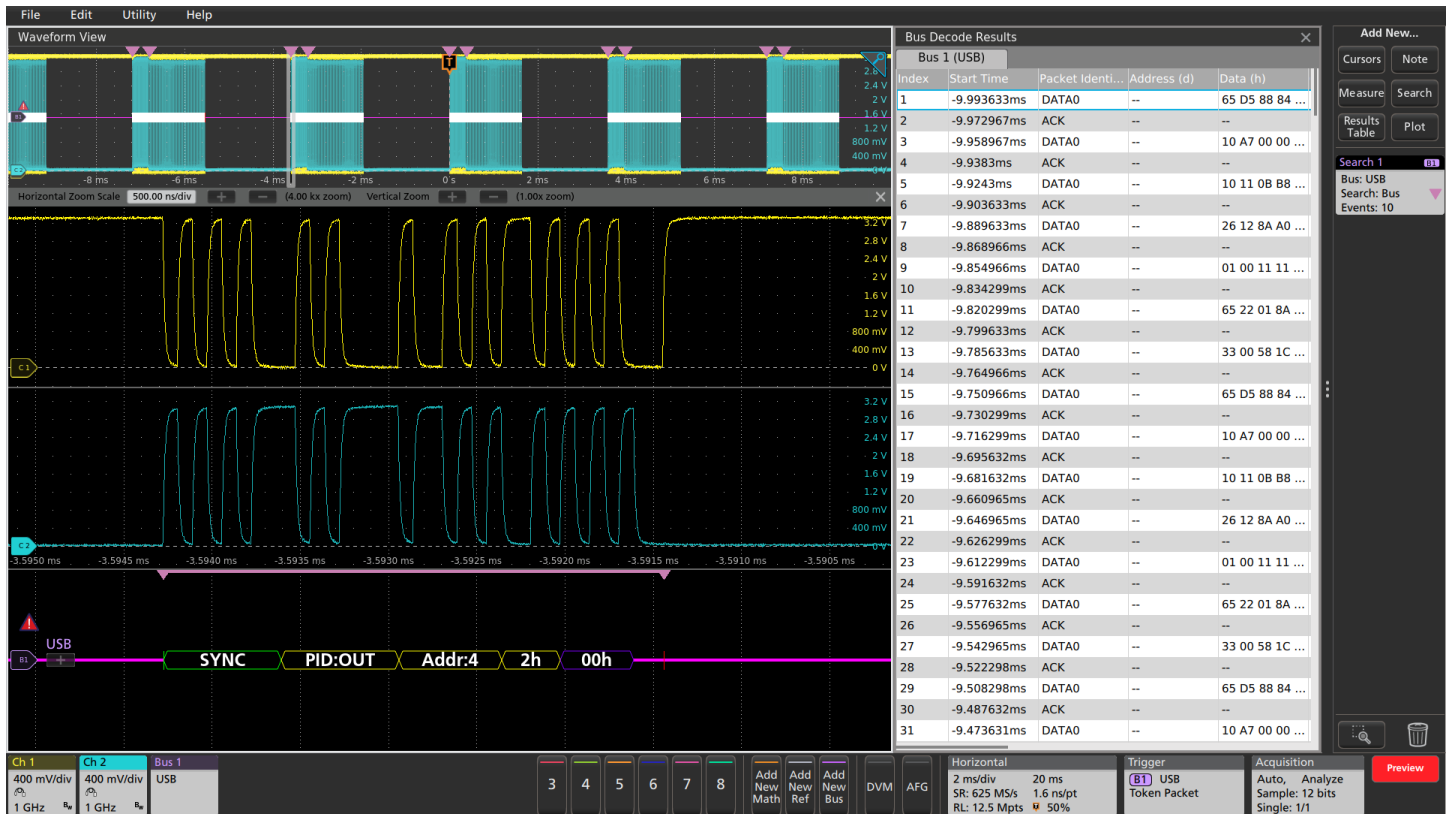 File Edit Utility Help
Waveform View
2.8
2.4 V
2 V
1.6 V
1.2 V
800 mV
400 mV
0 V
T
B1
C 2
-8 ms -6 ms -4 ms -2 ms 0 s 2 ms 4 ms 6 ms 8 ms
Horizontal Zoom Scale 500.00 ns/div + − (4.00 kx zoom) Vertical Zoom + − (1.00x zoom)
3.2 V
2.8 V
2.4 V
2 V
1.6 V
1.2 V
800 mV
400 mV
C 1
0 V
3.2 V
2.8 V
2.4 V
2 V
1.6 V
1.2 V
800 mV
400 mV
C 2
0 V
-3.5950 ms -3.5945 ms -3.5940 ms -3.5935 ms -3.5930 ms -3.5925 ms -3.5920 ms -3.5915 ms -3.5910 ms -3.5905 ms
USB
B1 + SYNC PID:OUT Addr:4 2h 00h
Bus Decode Results
Bus 1 (USB)
Index Start Time Packet Identi... Address (d) Data (h)
1 -9.993633ms DATA0 -- 65 D5 88 84 ...
2 -9.972967ms ACK -- --
3 -9.958967ms DATA0 -- 10 A7 00 00 ...
4 -9.9383ms ACK -- --
5 -9.9243ms DATA0 -- 10 11 0B B8 ...
6 -9.903633ms ACK -- --
7 -9.889633ms DATA0 -- 26 12 8A A0 ...
8 -9.868966ms ACK -- --
9 -9.854966ms DATA0 -- 01 00 11 11 ...
10 -9.834299ms ACK -- --
11 -9.820299ms DATA0 -- 65 22 01 8A ...
12 -9.799633ms ACK -- --
13 -9.785633ms DATA0 -- 33 00 58 1C ...
14 -9.764966ms ACK -- --
15 -9.750966ms DATA0 -- 65 D5 88 84 ...
16 -9.730299ms ACK -- --
17 -9.716299ms DATA0 -- 10 A7 00 00 ...
18 -9.695632ms ACK -- --
19 -9.681632ms DATA0 -- 10 11 0B B8 ...
20 -9.660965ms ACK -- --
21 -9.646965ms DATA0 -- 26 12 8A A0 ...
22 -9.626299ms ACK -- --
23 -9.612299ms DATA0 -- 01 00 11 11 ...
24 -9.591632ms ACK -- --
25 -9.577632ms DATA0 -- 65 22 01 8A ...
26 -9.556965ms ACK -- --
27 -9.542965ms DATA0 -- 33 00 58 1C ...
28 -9.522298ms ACK -- --
29 -9.508298ms DATA0 -- 65 D5 88 84 ...
30 -9.487632ms ACK -- --
31 -9.473631ms DATA0 -- 10 A7 00 00 ...
Add New...
Cursors Note
Measure Search
Results Table Plot
Search 1 B1
Bus: USB
Search: Bus
Events: 10
Ch 1
400 mV/div
1 GHz Bw
Ch 2
400 mV/div
1 GHz Bw
Bus 1
USB
3 4 5 6 7 8
Add New Math
Add New Ref
Add New Bus
DVM
AFG
Horizontal
2 ms/div 20 ms
SR: 625 MS/s 1.6 ns/pt
RL: 12.5 Mpts 50%
Trigger
B1 USB
Token Packet
Acquisition
Auto, Analyze
Sample: 12 bits
Single: 1/1
Preview